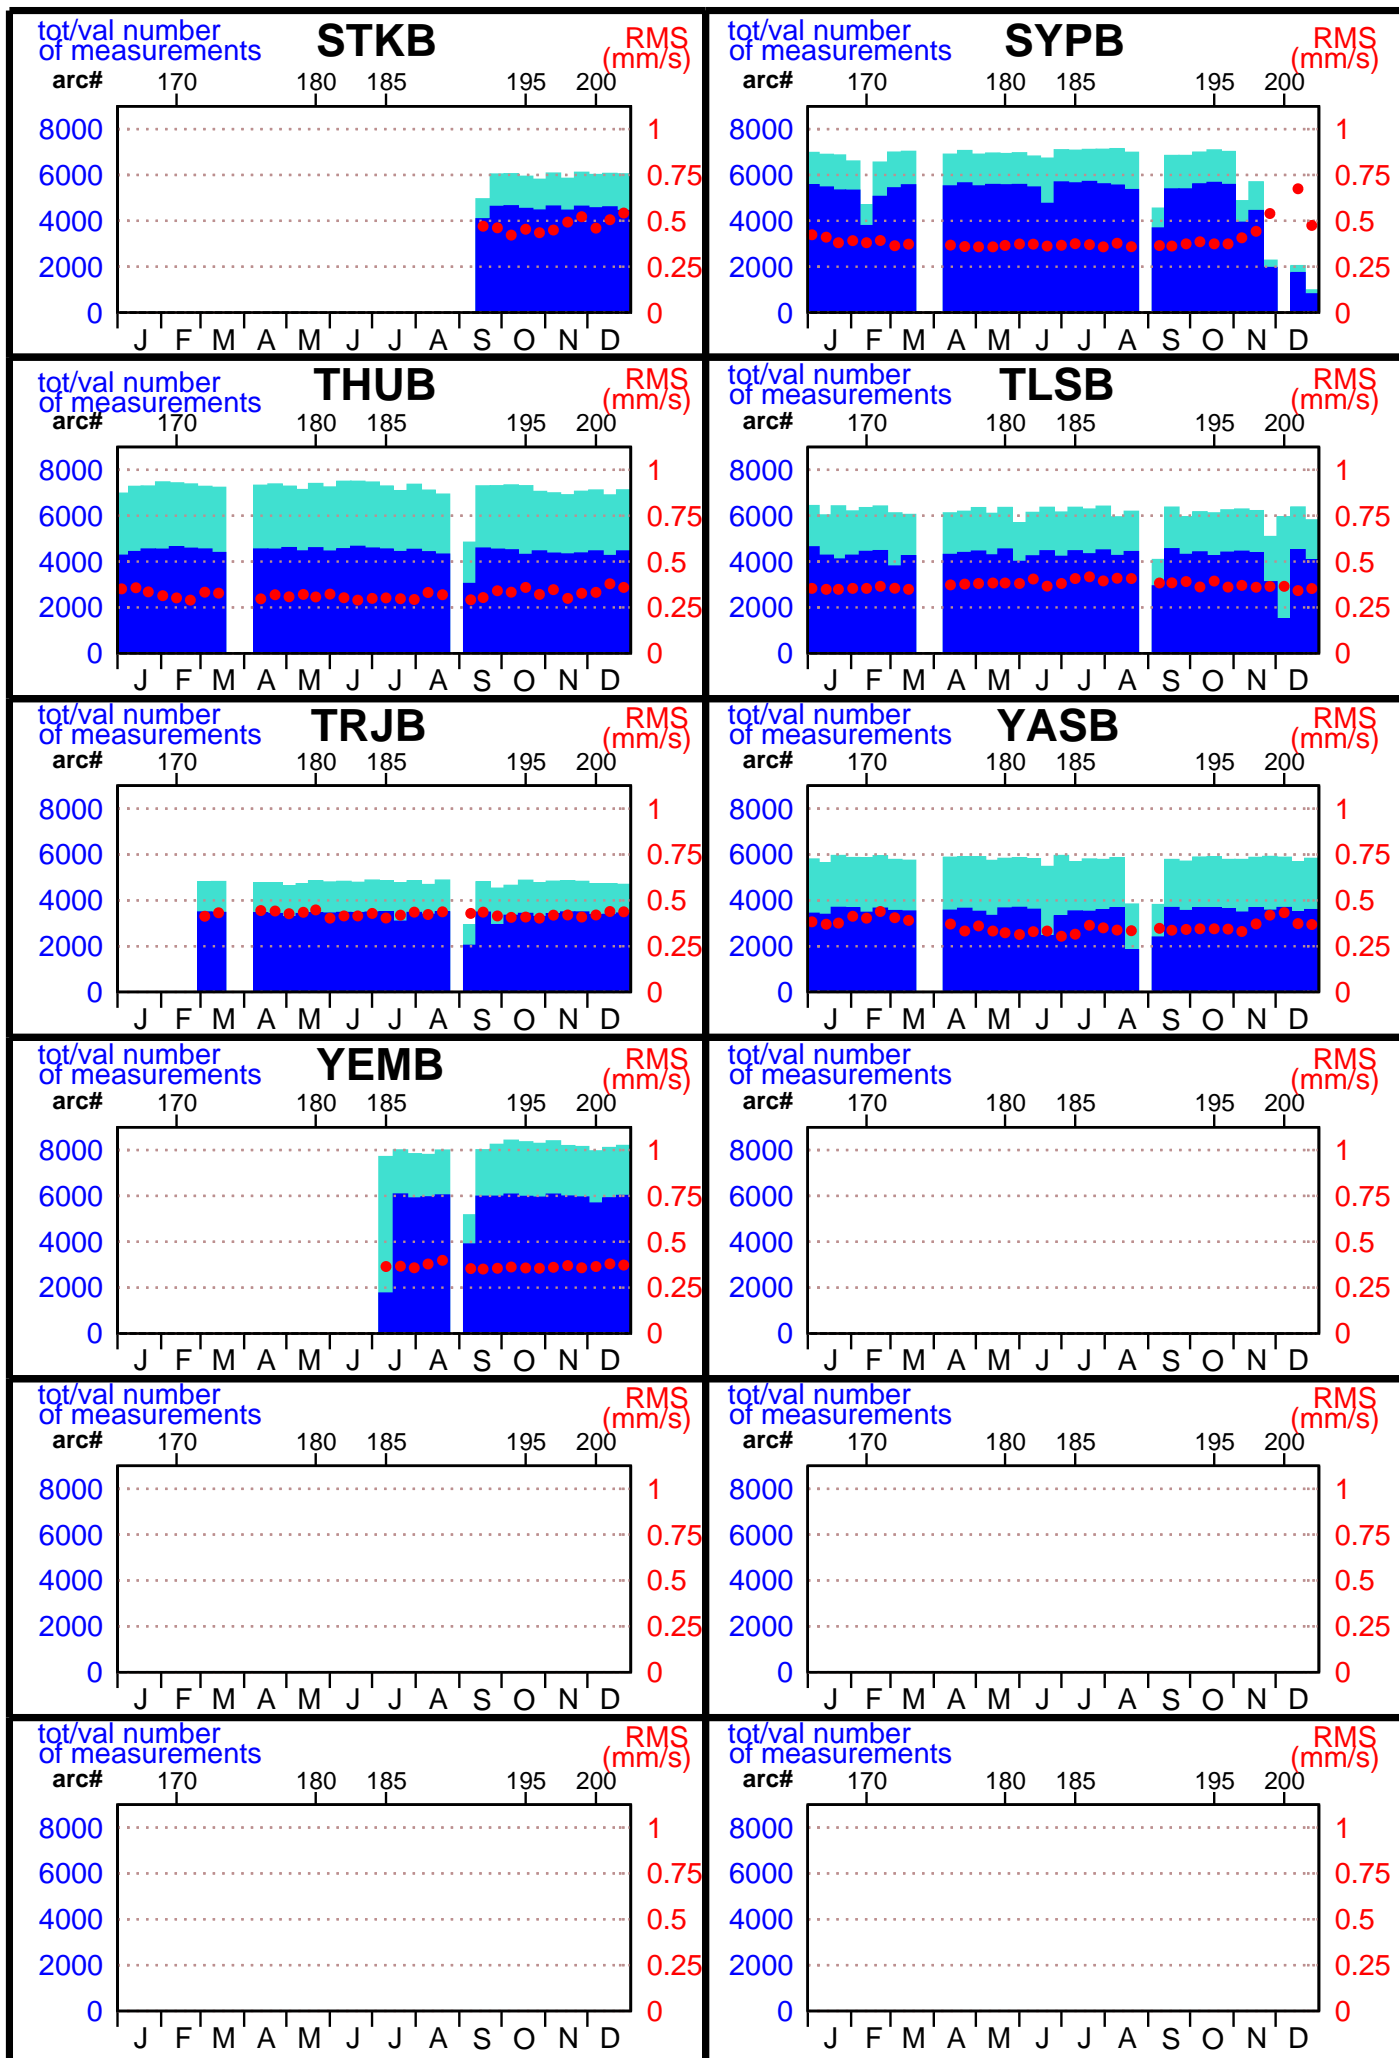 tot/val number
of measurements
STKB
RMS
(mm/s)
arc#
170 180 185 195 200
8000 1
6000 0.75
4000 0.5
2000 0.25
0 0
J F M A M J J A S O N D
tot/val number
of measurements
SYPB
RMS
(mm/s)
arc#
170 180 185 195 200
8000 1
6000 0.75
4000 0.5
2000 0.25
0 0
J F M A M J J A S O N D
tot/val number
of measurements
THUB
RMS
(mm/s)
arc#
170 180 185 195 200
8000 1
6000 0.75
4000 0.5
2000 0.25
0 0
J F M A M J J A S O N D
tot/val number
of measurements
TLSB
RMS
(mm/s)
arc#
170 180 185 195 200
8000 1
6000 0.75
4000 0.5
2000 0.25
0 0
J F M A M J J A S O N D
tot/val number
of measurements
TRJB
RMS
(mm/s)
arc#
170 180 185 195 200
8000 1
6000 0.75
4000 0.5
2000 0.25
0 0
J F M A M J J A S O N D
tot/val number
of measurements
YASB
RMS
(mm/s)
arc#
170 180 185 195 200
8000 1
6000 0.75
4000 0.5
2000 0.25
0 0
J F M A M J J A S O N D
tot/val number
of measurements
YEMB
RMS
(mm/s)
arc#
170 180 185 195 200
8000 1
6000 0.75
4000 0.5
2000 0.25
0 0
J F M A M J J A S O N D
tot/val number
of measurements
RMS
(mm/s)
arc#
170 180 185 195 200
8000 1
6000 0.75
4000 0.5
2000 0.25
0 0
J F M A M J J A S O N D
tot/val number
of measurements
RMS
(mm/s)
arc#
170 180 185 195 200
8000 1
6000 0.75
4000 0.5
2000 0.25
0 0
J F M A M J J A S O N D
tot/val number
of measurements
RMS
(mm/s)
arc#
170 180 185 195 200
8000 1
6000 0.75
4000 0.5
2000 0.25
0 0
J F M A M J J A S O N D
tot/val number
of measurements
RMS
(mm/s)
arc#
170 180 185 195 200
8000 1
6000 0.75
4000 0.5
2000 0.25
0 0
J F M A M J J A S O N D
tot/val number
of measurements
RMS
(mm/s)
arc#
170 180 185 195 200
8000 1
6000 0.75
4000 0.5
2000 0.25
0 0
J F M A M J J A S O N D